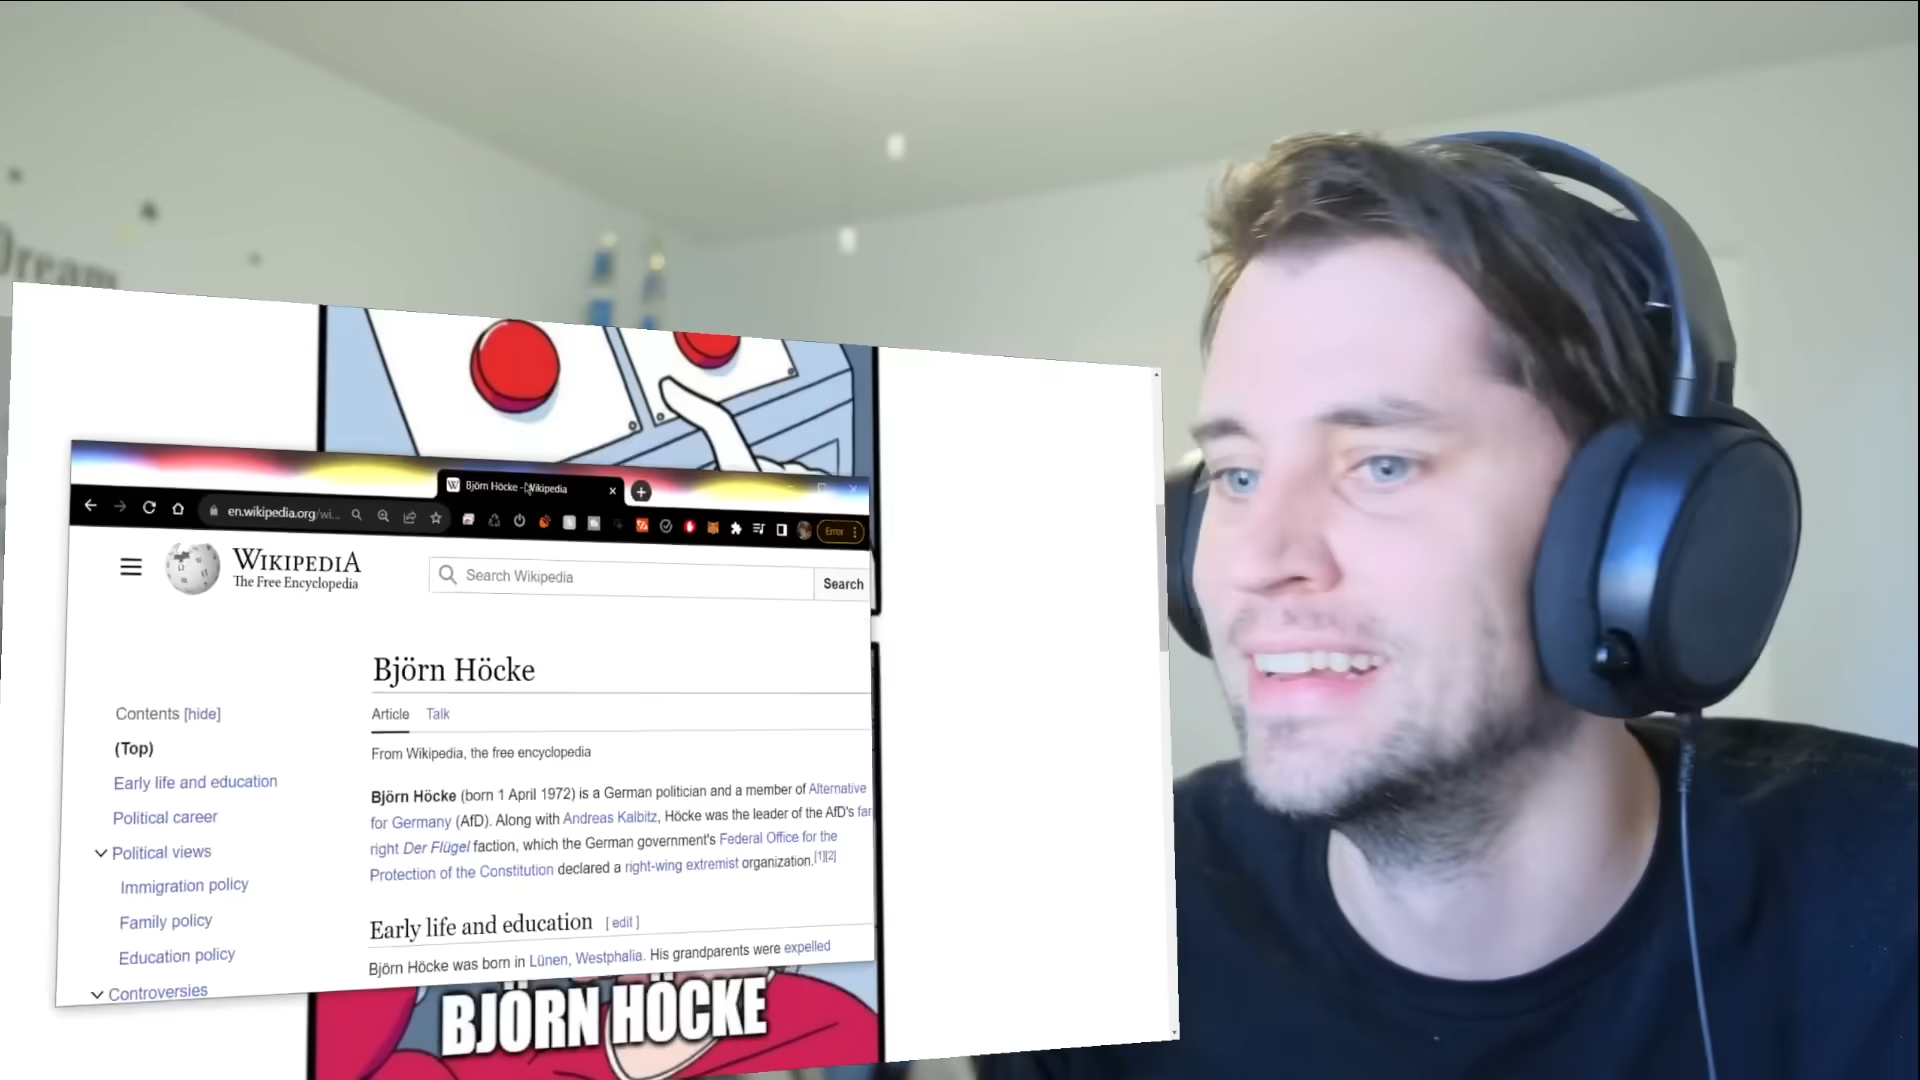 Dream
Björn Höcke - Wikipedia
en.wikipedia.org/wi...
Error
WIKIPEDIA
The Free Encyclopedia
Search Wikipedia
Search
Björn Höcke
Contents [hide]
Article Talk
(Top)
From Wikipedia, the free encyclopedia
Early life and education
Political career
Political views
Immigration policy
Family policy
Education policy
Controversies
Björn Höcke (born 1 April 1972) is a German politician and a member of Alternative
for Germany (AfD). Along with Andreas Kalbitz, Höcke was the leader of the AfD's far
right Der Flügel faction, which the German government's Federal Office for the
Protection of the Constitution declared a right-wing extremist organization.[1][2]
Early life and education [ edit ]
Björn Höcke was born in Lünen, Westphalia. His grandparents were expelled
BJÖRN HÖCKE